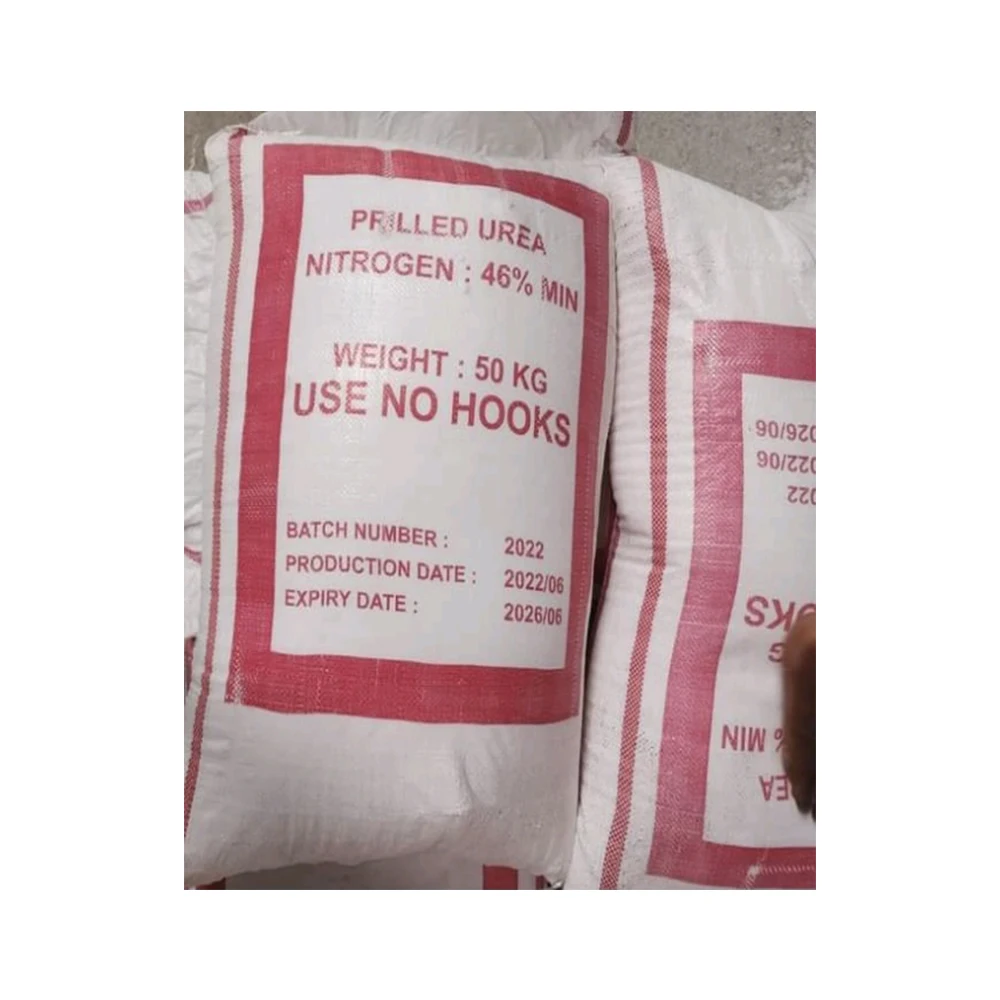 PRILLED UREA
NITROGEN : 46% MIN
WEIGHT : 50 KG
USE NO HOOKS
BATCH NUMBER : 2022
PRODUCTION DATE : 2022/06
EXPIRY DATE : 2026/06
MIN